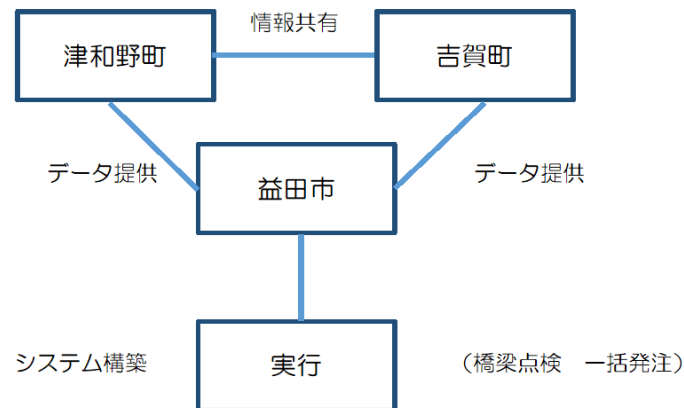 情報共有
津和野町
吉賀町
データ提供
益田市
データ提供
システム構築
実行
（橋梁点検　一括発注）